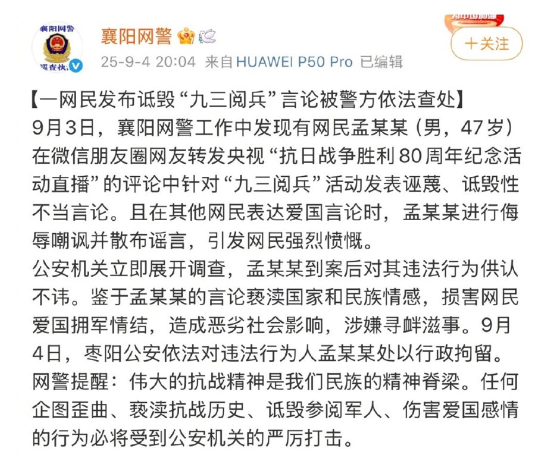 襄阳网警
襄阳网警
25-9-4 20:04 来自 HUAWEI P50 Pro 已编辑
+关注
【一网民发布诋毁“九三阅兵”言论被警方依法查处】
9月3日，襄阳网警工作中发现有网民孟某某（男，47岁）
在微信朋友圈网友转发央视“抗日战争胜利80周年纪念活
动直播”的评论中针对“九三阅兵”活动发表诬蔑、诋毁性
不当言论。且在其他网民表达爱国言论时，孟某某进行侮
辱嘲讽并散布谣言，引发网民强烈愤慨。
公安机关立即展开调查，孟某某到案后对其违法行为供认
不讳。鉴于孟某某的言论亵渎国家和民族情感，损害网民
爱国拥军情结，造成恶劣社会影响，涉嫌寻衅滋事。9月
4日，枣阳公安依法对违法行为人孟某某处以行政拘留。
网警提醒：伟大的抗战精神是我们民族的精神脊梁。任何
企图歪曲、亵渎抗战历史、诋毁参阅军人、伤害爱国感情
的行为必将受到公安机关的严厉打击。